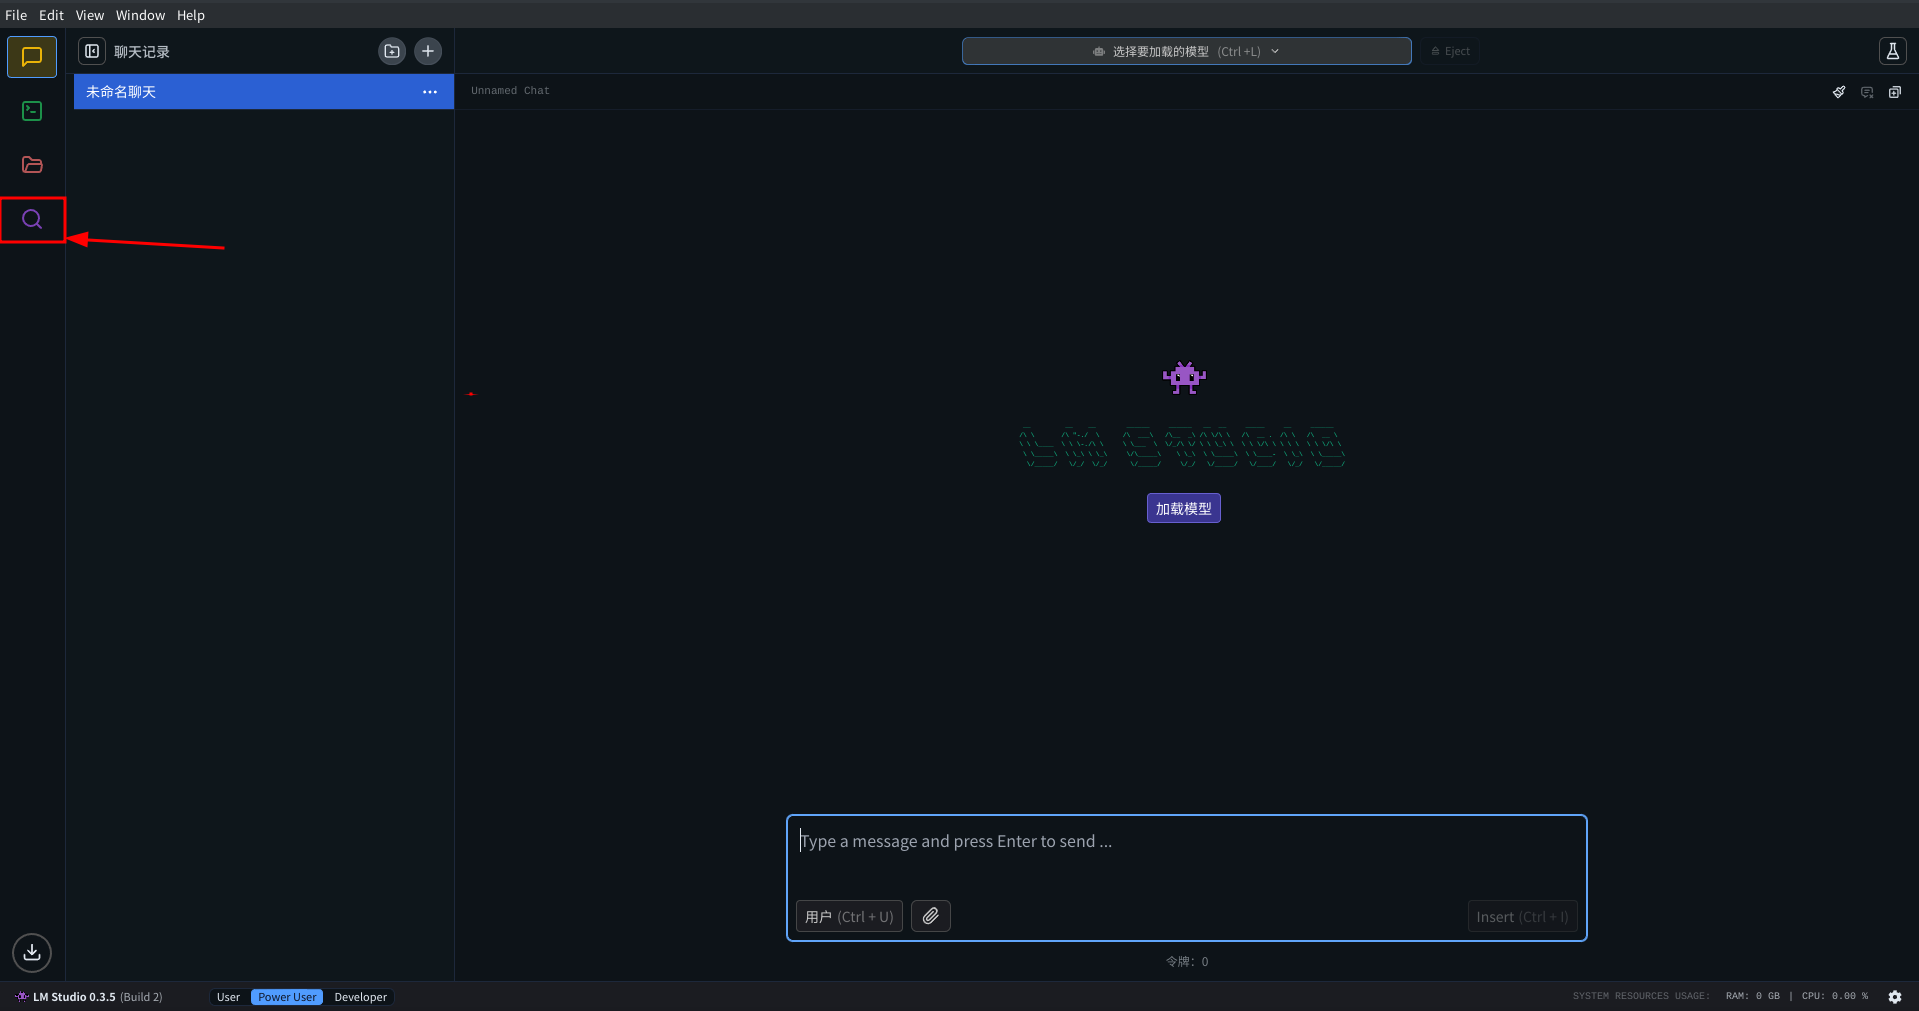 File Edit View Window Help
聊天记录
选择要加载的模型 (Ctrl +L)
Eject
未命名聊天
Unnamed Chat
LM STUDIO
加载模型
Type a message and press Enter to send ...
用户 (Ctrl + U)
Insert (Ctrl + I)
令牌: 0
LM Studio 0.3.5 (Build 2)
User Power User Developer
SYSTEM RESOURCES USAGE: RAM: 0 GB | CPU: 0.00 %